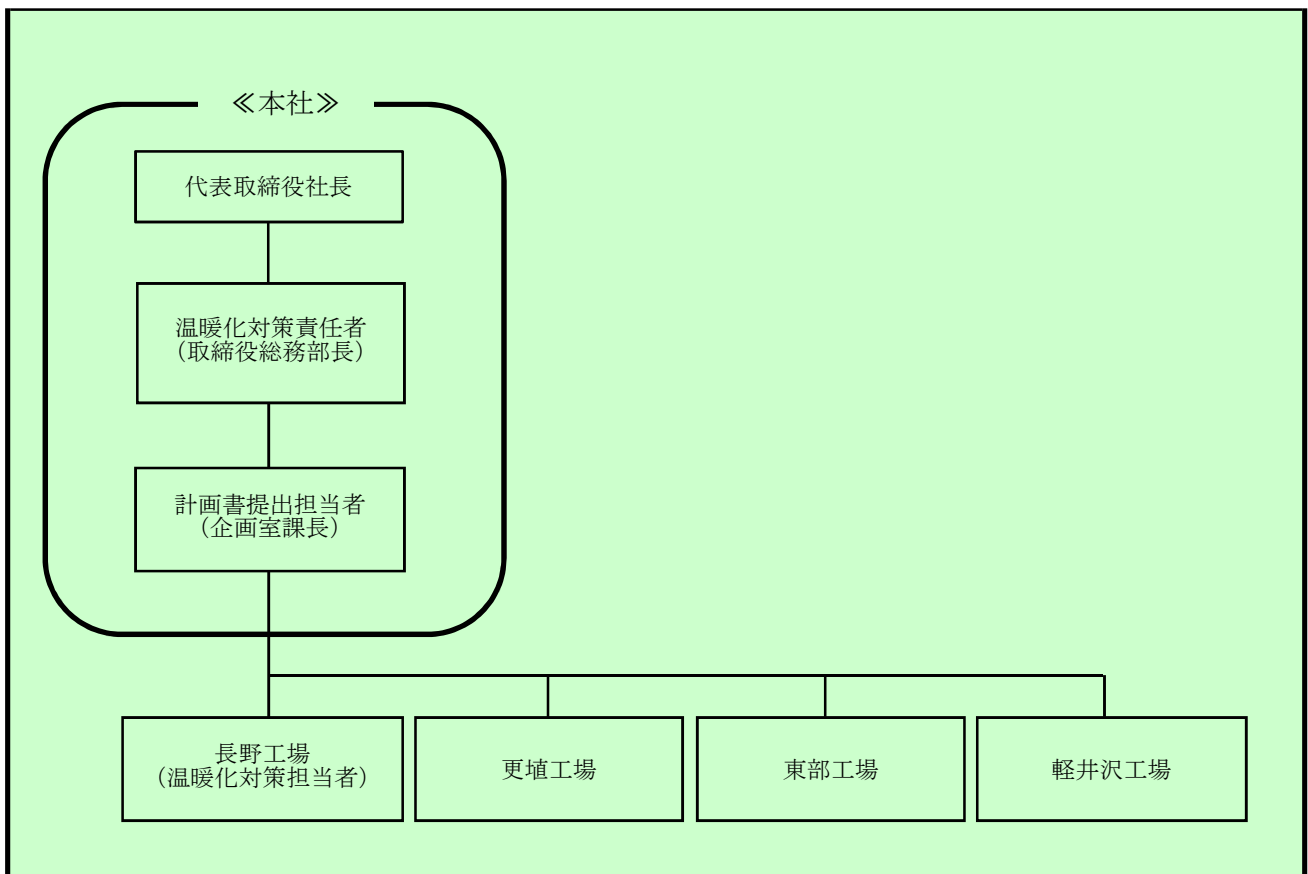 ≪本社≫
代表取締役社長
温暖化対策責任者
（取締役総務部長）
計画書提出担当者
（企画室課長）
長野工場
（温暖化対策担当者）
更埴工場
東部工場
軽井沢工場